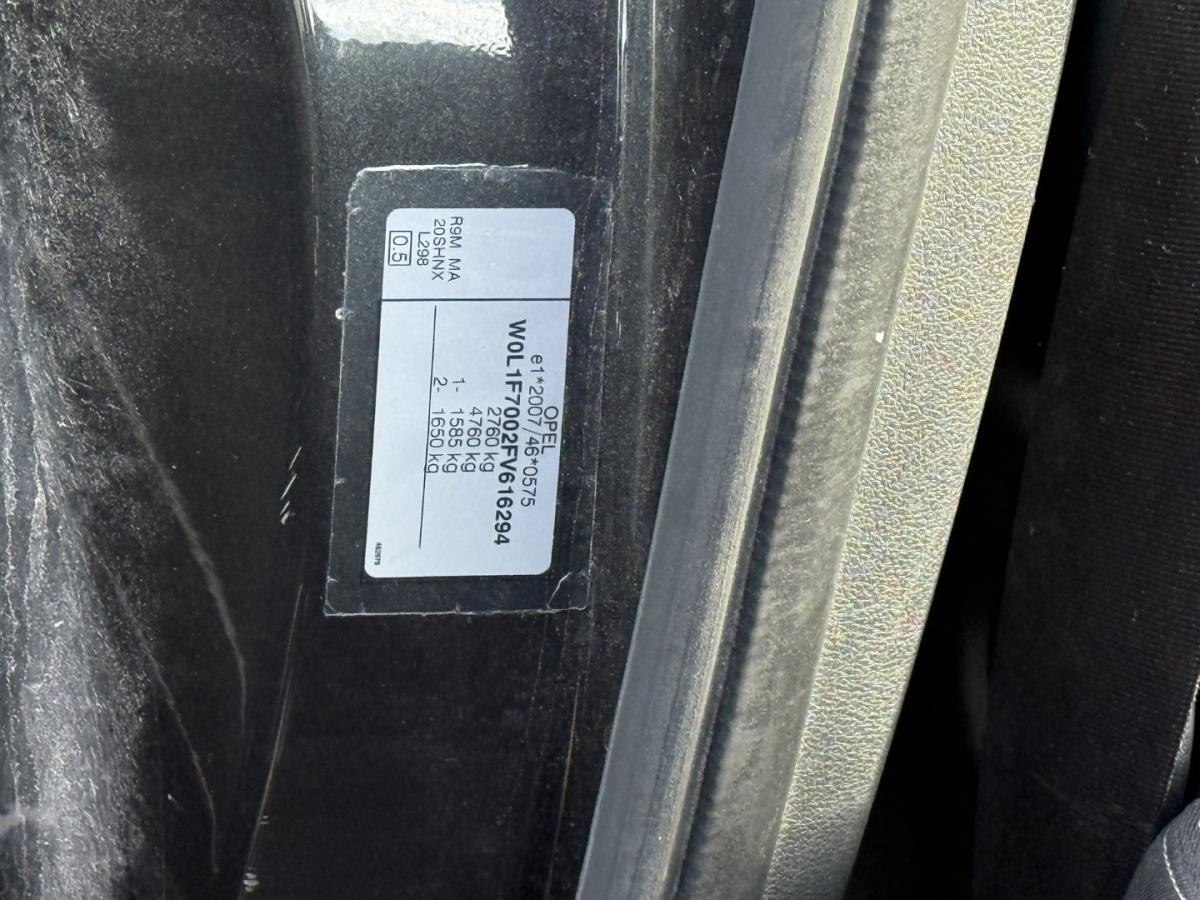 R9M MA
20SHNX
L298
0.5
OPEL
e1*2007/46*0575
W0L1F7002FV616294
2760 kg
4760 kg
1- 1585 kg
2- 1650 kg